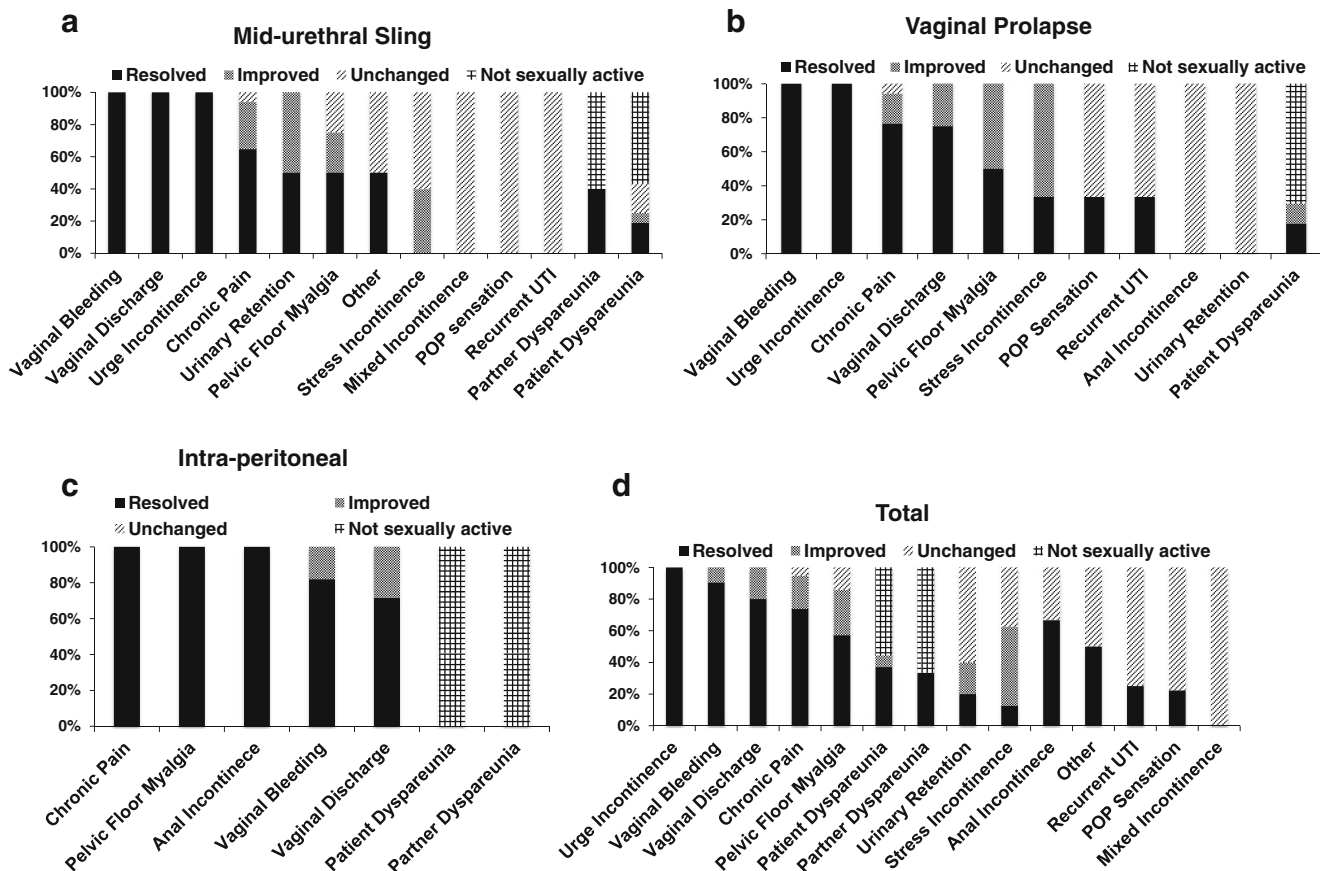 a
Mid-urethral Sling
Resolved Improved Unchanged Not sexually active
100%
80%
60%
40%
20%
0%
Vaginal Bleeding
Vaginal Discharge
Urge Incontinence
Chronic Pain
Urinary Retention
Pelvic Floor Myalgia
Other
Stress Incontinence
Mixed Incontinence
POP sensation
Recurrent UTI
Partner Dyspareunia
Patient Dyspareunia
b
Vaginal Prolapse
Resolved Improved Unchanged Not sexually active
100%
80%
60%
40%
20%
0%
Vaginal Bleeding
Urge Incontinence
Chronic Pain
Vaginal Discharge
Pelvic Floor Myalgia
Stress Incontinence
POP Sensation
Recurrent UTI
Anal Incontinence
Urinary Retention
Patient Dyspareunia
c
Intra-peritoneal
Resolved Improved
Unchanged Not sexually active
100%
80%
60%
40%
20%
0%
Chronic Pain
Pelvic Floor Myalgia
Anal Incontinece
Vaginal Bleeding
Vaginal Discharge
Patient Dyspareunia
Partner Dyspareunia
d
Total
Resolved Improved Unchanged Not sexually active
100%
80%
60%
40%
20%
0%
Urge Incontinence
Vaginal Bleeding
Vaginal Discharge
Chronic Pain
Pelvic Floor Myalgia
Patient Dyspareunia
Partner Dyspareunia
Urinary Retention
Stress Incontinence
Anal Incontinece
Other
Recurrent UTI
POP Sensation
Mixed Incontinence